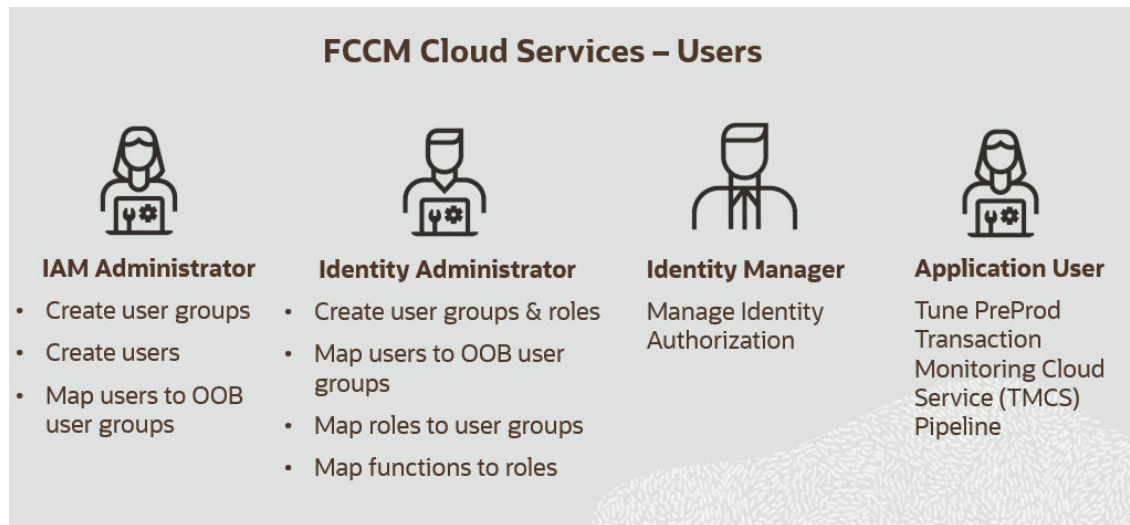 FCCM Cloud Services – Users
IAM Administrator
• Create user groups
• Create users
• Map users to OOB
user groups
Identity Administrator
• Create user groups & roles
• Map users to OOB user
groups
• Map roles to user groups
• Map functions to roles
Identity Manager
Manage Identity
Authorization
Application User
Tune PreProd
Transaction
Monitoring Cloud
Service (TMCS)
Pipeline